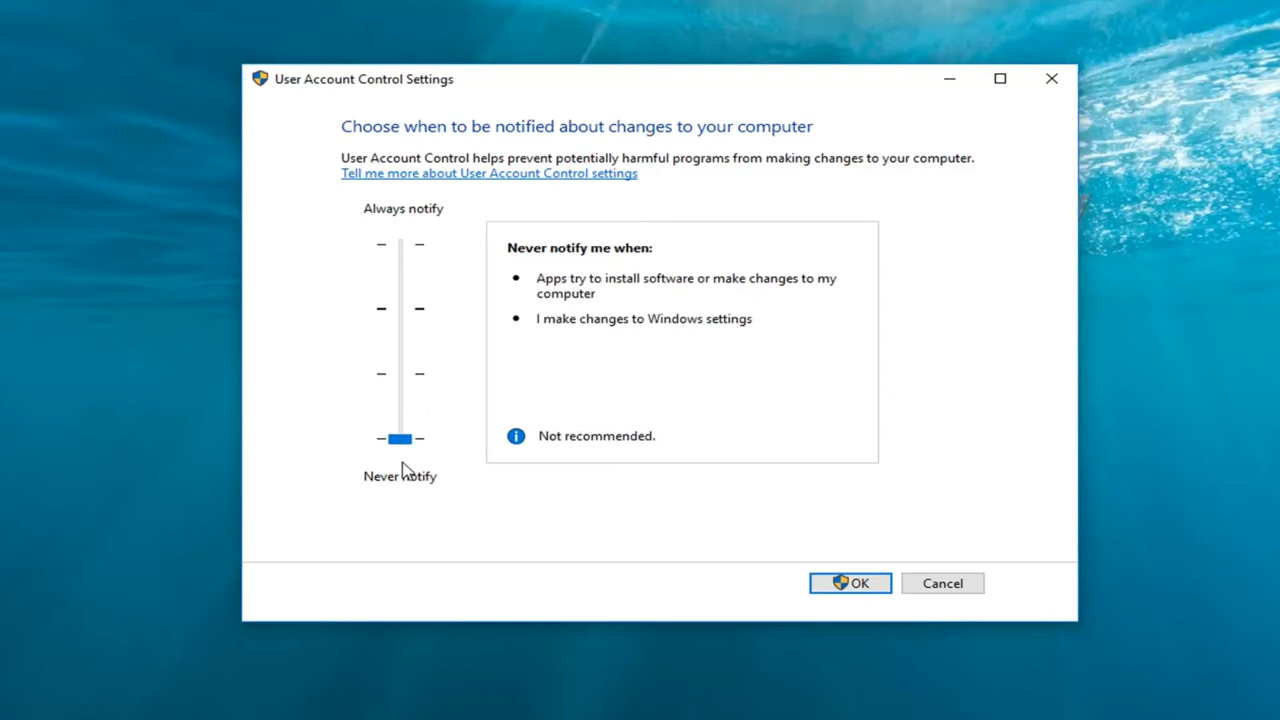 User Account Control Settings
Choose when to be notified about changes to your computer
User Account Control helps prevent potentially harmful programs from making changes to your computer.
Tell me more about User Account Control settings
Always notify
Never notify me when:
Apps try to install software or make changes to my
computer
I make changes to Windows settings
Not recommended.
Never notify
OK
Cancel